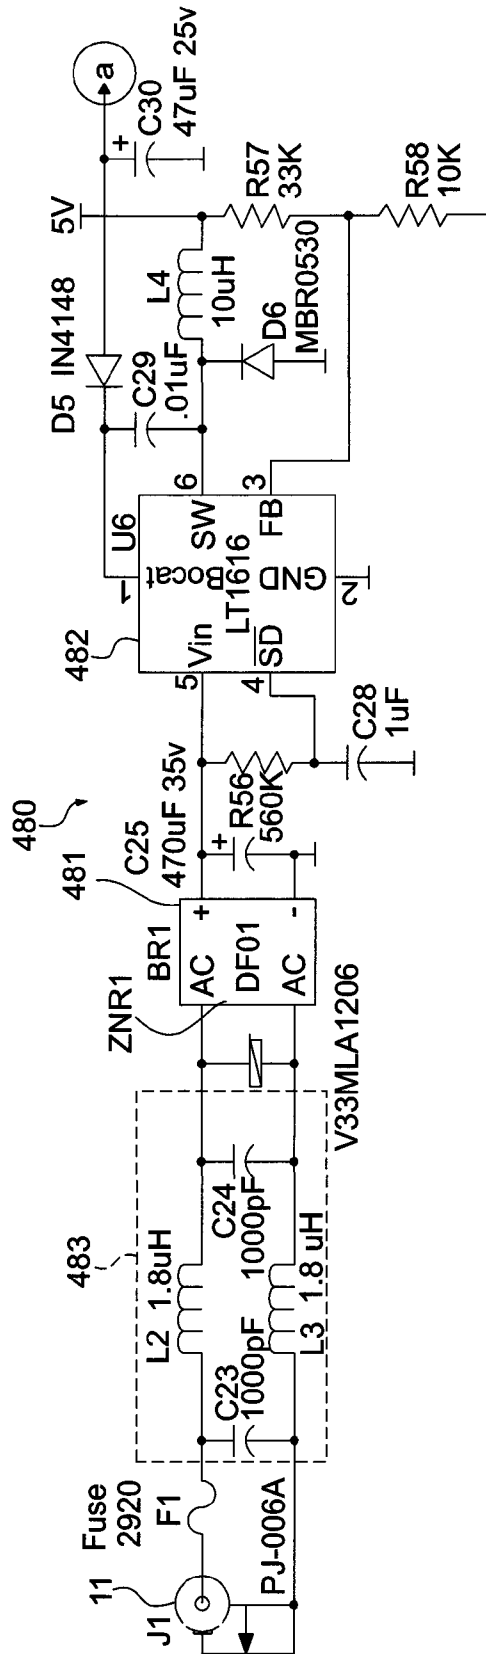 480
11
J1
Fuse
2920
F1
PJ-006A
483
L2 1.8uH
C23
1000pF
C24
1000pF
L3 1.8 uH
V33MLA1206
ZNR1
BR1
481
AC
+
DF01
AC
-
C25
470uF 35v
+
R56
560K
C28
1uF
482
U6
5
Vin
4
SD
1
Bocat
LT1616
GND
2
SW
6
FB
3
D5 IN4148
C29
.01uF
L4
10uH
D6
MBR0530
5V
+
C30
47uF 25v
a
R57
33K
R58
10K